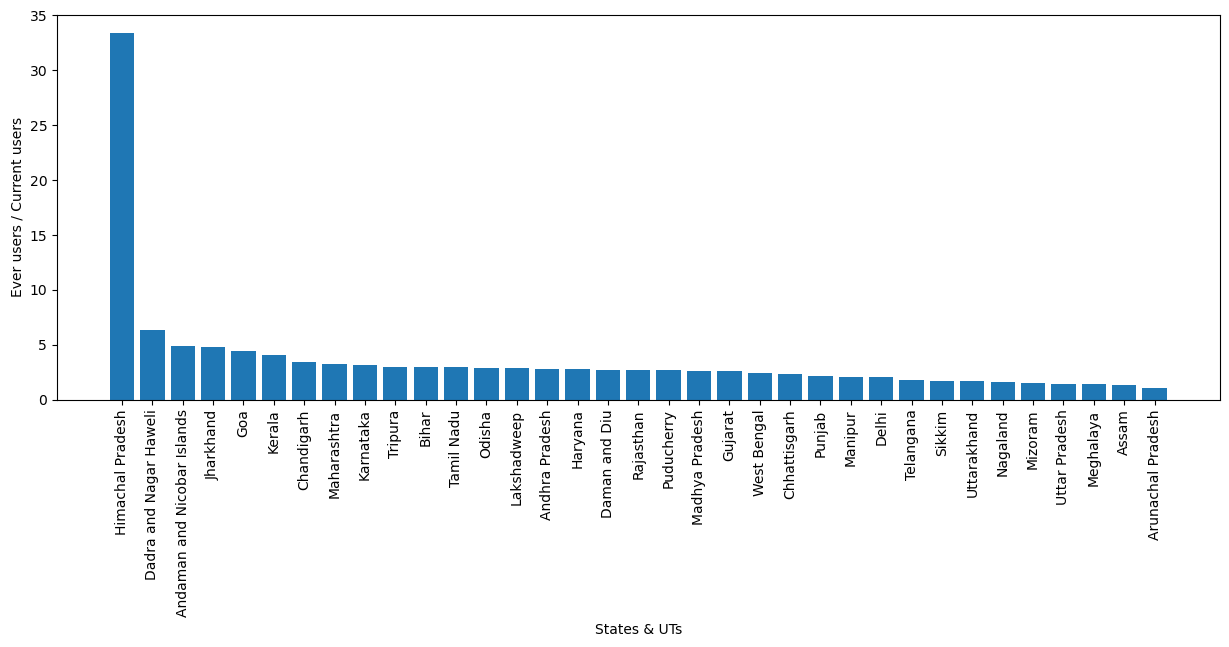 35
30
25
20
15
10
5
0
Ever users / Current users
Himachal Pradesh
Dadra and Nagar Haweli
Andaman and Nicobar Islands
Jharkhand
Goa
Kerala
Chandigarh
Maharashtra
Karnataka
Tripura
Bihar
Tamil Nadu
Odisha
Lakshadweep
Andhra Pradesh
Haryana
Daman and Diu
Rajasthan
Puducherry
Madhya Pradesh
Gujarat
West Bengal
Chhattisgarh
Punjab
Manipur
Delhi
Telangana
Sikkim
Uttarakhand
Nagaland
Mizoram
Uttar Pradesh
Meghalaya
Assam
Arunachal Pradesh
States & UTs